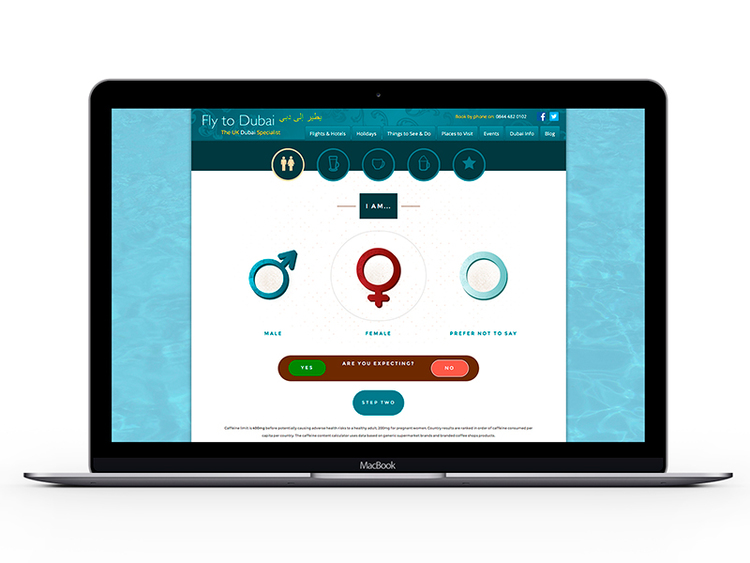 Fly to Dubai يطير إلى دبي
The UK Dubai Specialist
Book by phone on: 0844 482 0102
Flights & Hotels Holidays Things to See & Do Places to Visit Events Dubai Info Blog
I AM...
MALE FEMALE PREFER NOT TO SAY
YES ARE YOU EXPECTING? NO
STEP TWO
Caffeine limit is 400mg before potentially causing adverse health risks to a healthy adult, 200mg for pregnant women. Country results are ranked in order of caffeine consumed per
capita per country. The caffeine content calculator uses data based on generic supermarket brands and branded coffee shops products.
MacBook